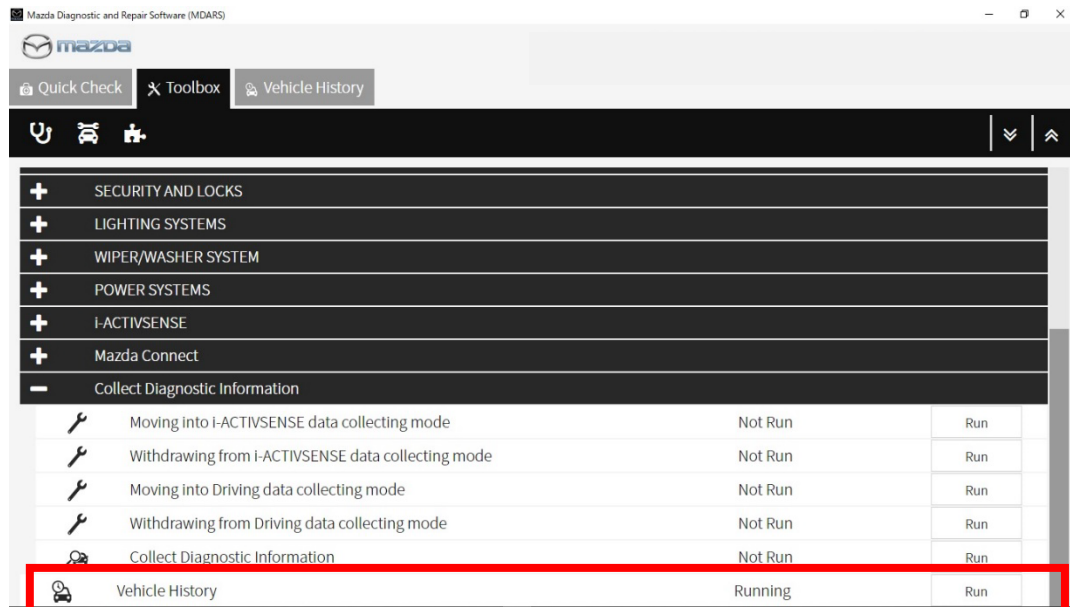 Mazda Diagnostic and Repair Software (MDARS)
mazda
Quick Check Toolbox Vehicle History
SECURITY AND LOCKS
LIGHTING SYSTEMS
WIPER/WASHER SYSTEM
POWER SYSTEMS
i-ACTIVSENSE
Mazda Connect
Collect Diagnostic Information
Moving into i-ACTIVSENSE data collecting mode Not Run Run
Withdrawing from i-ACTIVSENSE data collecting mode Not Run Run
Moving into Driving data collecting mode Not Run Run
Withdrawing from Driving data collecting mode Not Run Run
Collect Diagnostic Information Not Run Run
Vehicle History Running Run